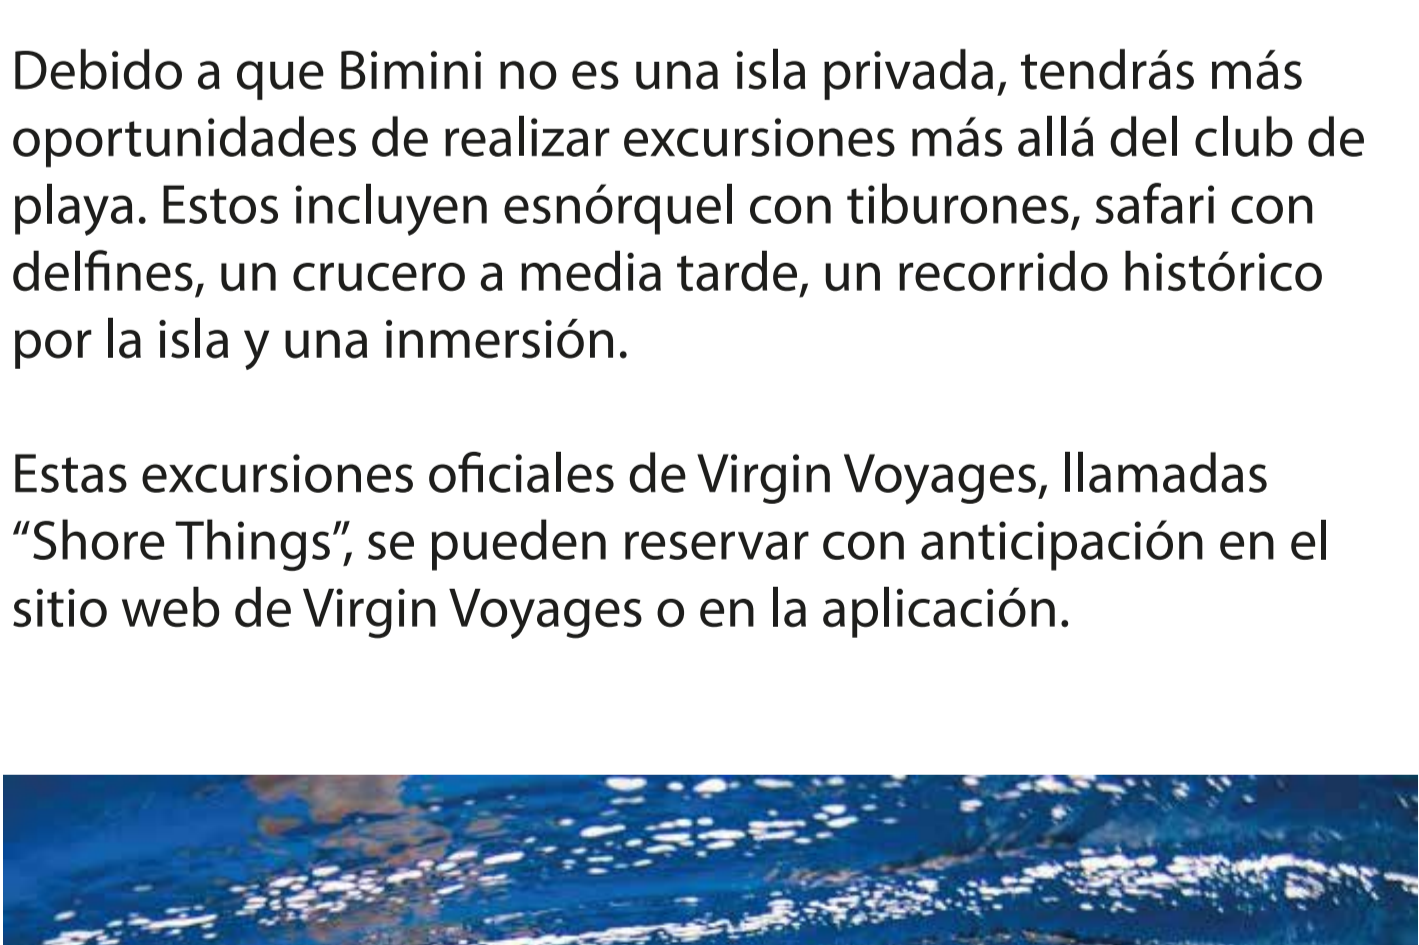 Debido a que Bimini no es una isla privada, tendrás más
oportunidades de realizar excursiones más allá del club de
playa. Estos incluyen esnórquel con tiburones, safari con
delfines, un crucero a media tarde, un recorrido histórico
por la isla y una inmersión.
Estas excursiones oficiales de Virgin Voyages, llamadas
“Shore Things”, se pueden reservar con anticipación en el
sitio web de Virgin Voyages o en la aplicación.